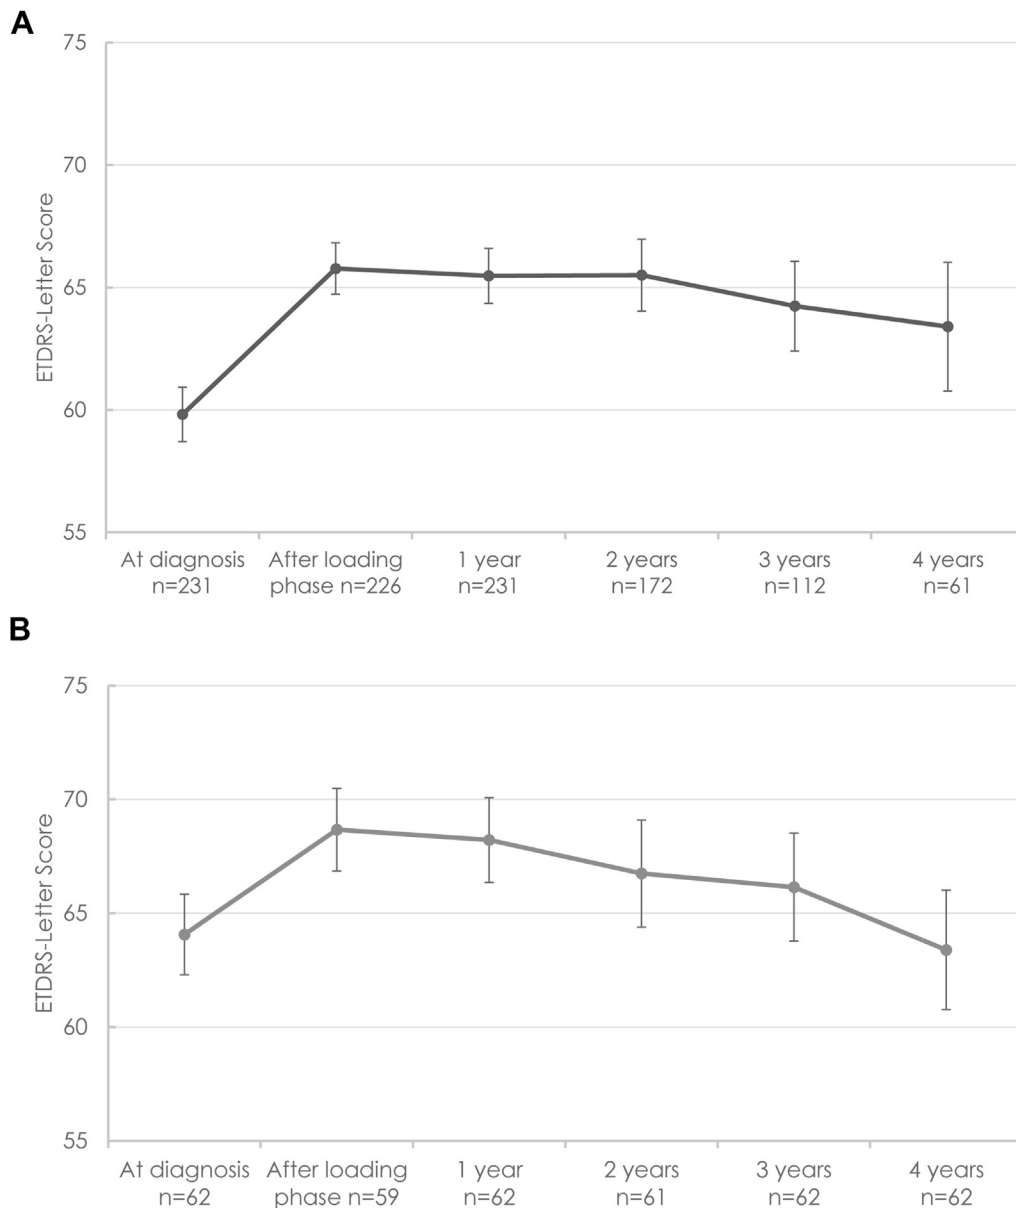 A
75
70
65
60
55
ETDRS-Letter Score
At diagnosis
n=231
After loading
phase n=226
1 year
n=231
2 years
n=172
3 years
n=112
4 years
n=61
B
75
70
65
60
55
ETDRS-Letter Score
At diagnosis
n=62
After loading
phase n=59
1 year
n=62
2 years
n=61
3 years
n=62
4 years
n=62